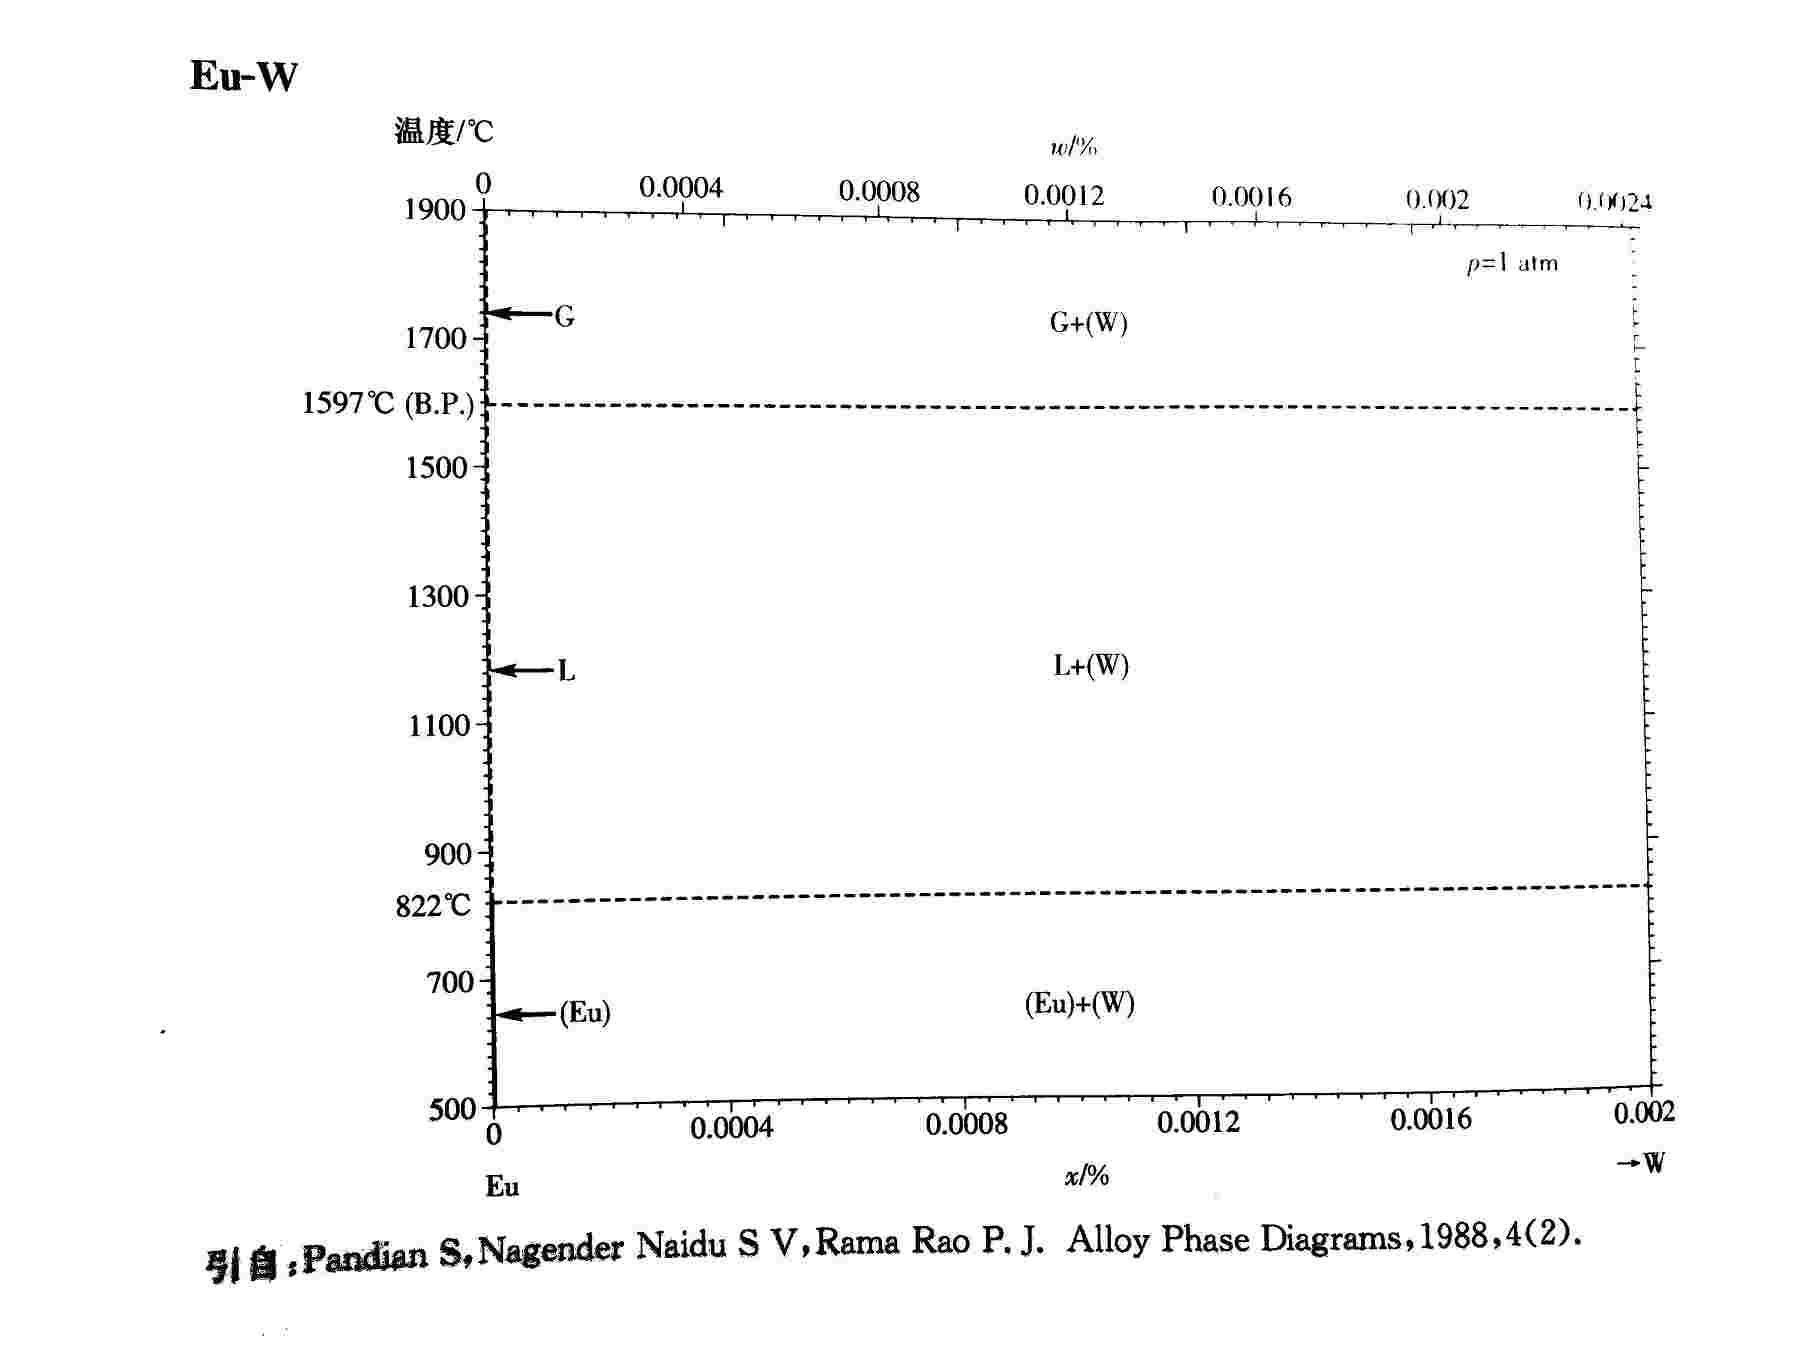 Eu-W
温度/℃
w/%
0 0.0004 0.0008 0.0012 0.0016 0.002 0.0024
1900
p=1 atm
G G+(W)
1700
1597℃ (B.P.)
1500
1300
L L+(W)
1100
900
822℃
700
(Eu) (Eu)+(W)
500
0 0.0004 0.0008 0.0012 0.0016 0.002
Eu x/% →W
引自:Pandian S,Nagender Naidu S V,Rama Rao P. J. Alloy Phase Diagrams,1988,4(2).